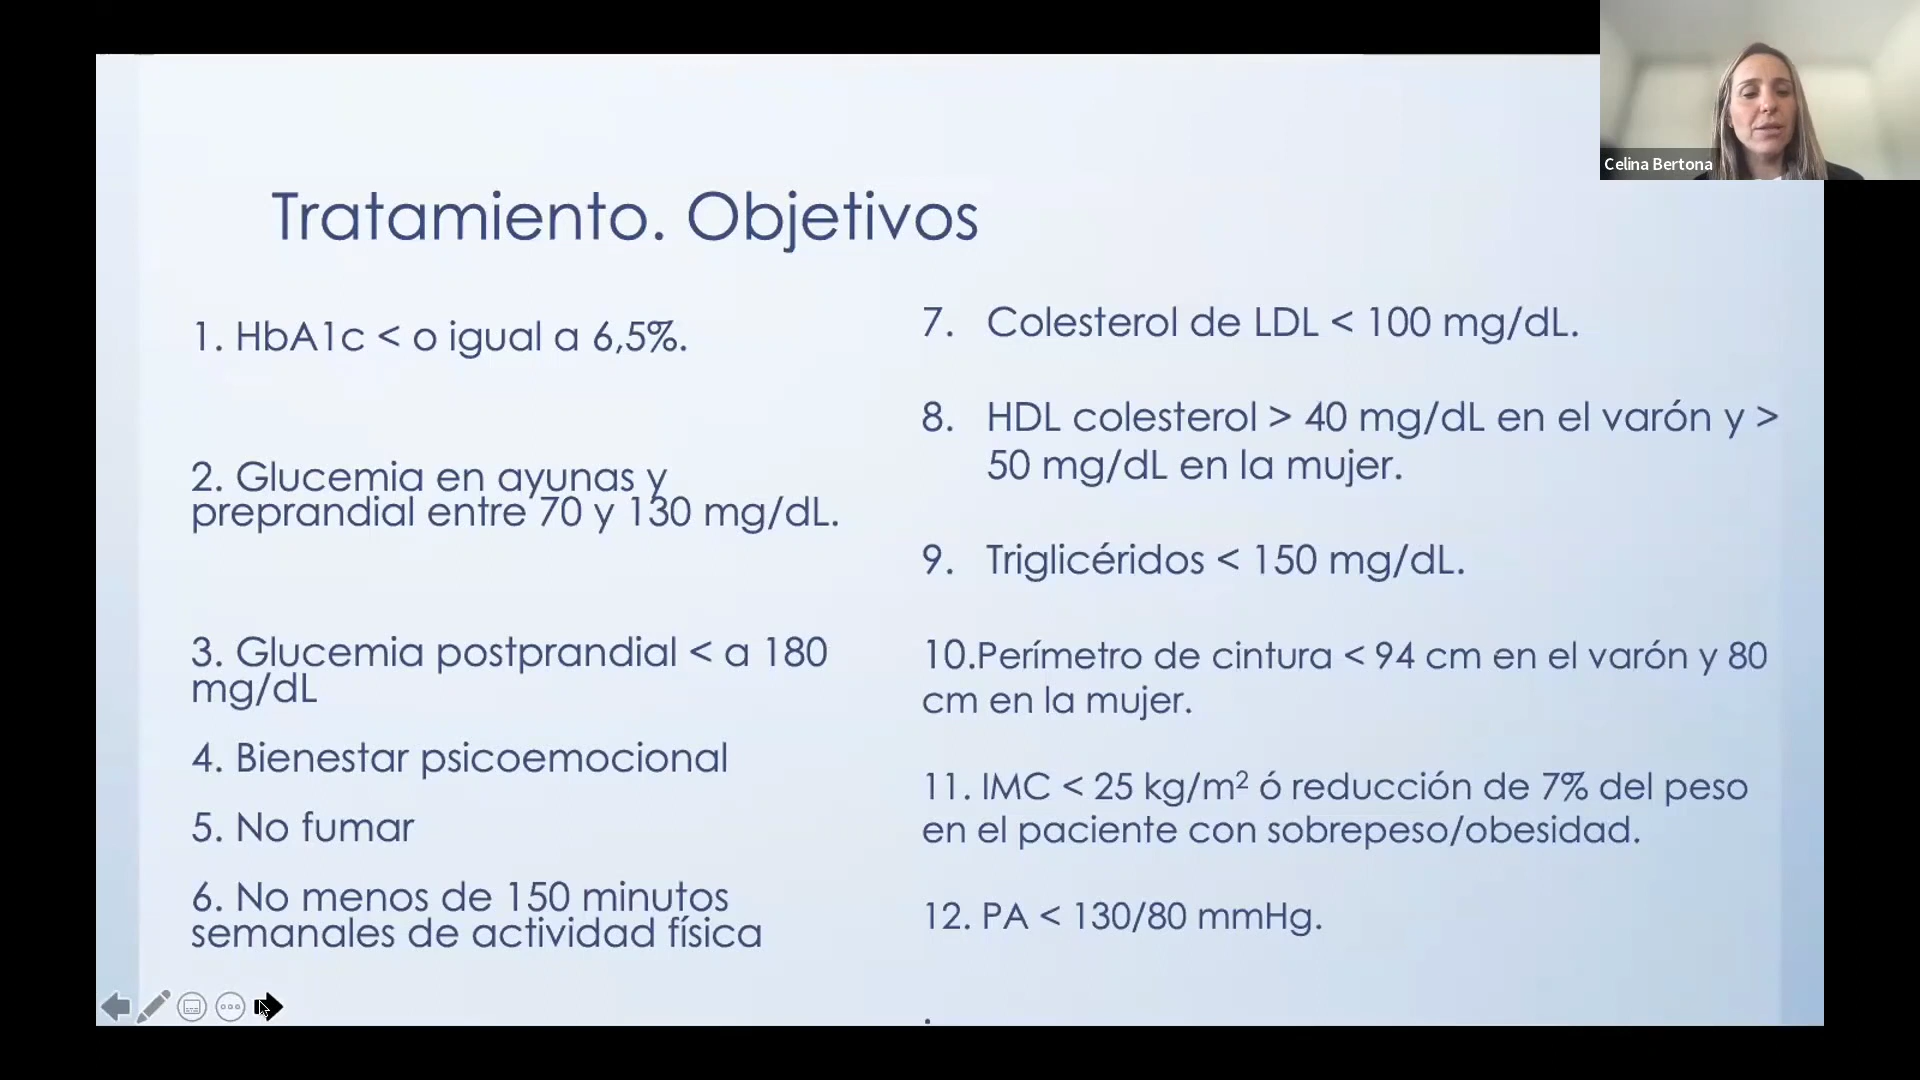 Celina Bertona
Tratamiento. Objetivos
1. HbA1c < o igual a 6,5%.
2. Glucemia en ayunas y
preprandial entre 70 y 130 mg/dL.
3. Glucemia postprandial < a 180
mg/dL
4. Bienestar psicoemocional
5. No fumar
6. No menos de 150 minutos
semanales de actividad física
7. Colesterol de LDL < 100 mg/dL.
8. HDL colesterol > 40 mg/dL en el varón y >
50 mg/dL en la mujer.
9. Triglicéridos < 150 mg/dL.
10.Perímetro de cintura < 94 cm en el varón y 80
cm en la mujer.
11. IMC < 25 kg/m² ó reducción de 7% del peso
en el paciente con sobrepeso/obesidad.
12. PA < 130/80 mmHg.
.